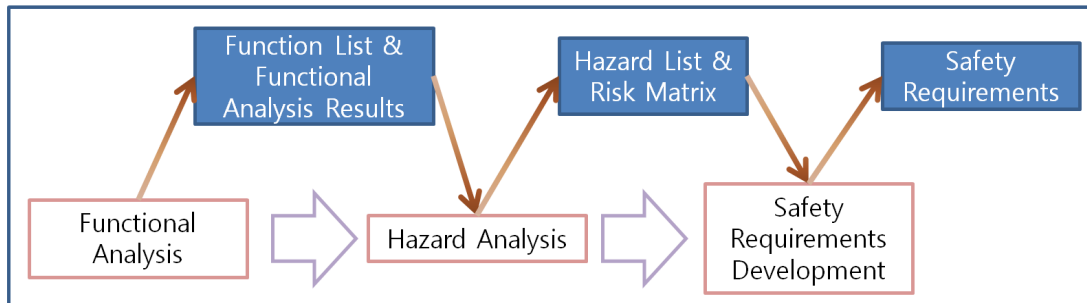 Function List &
Functional
Analysis Results
Hazard List &
Risk Matrix
Safety
Requirements
Functional
Analysis
Hazard Analysis
Safety
Requirements
Development